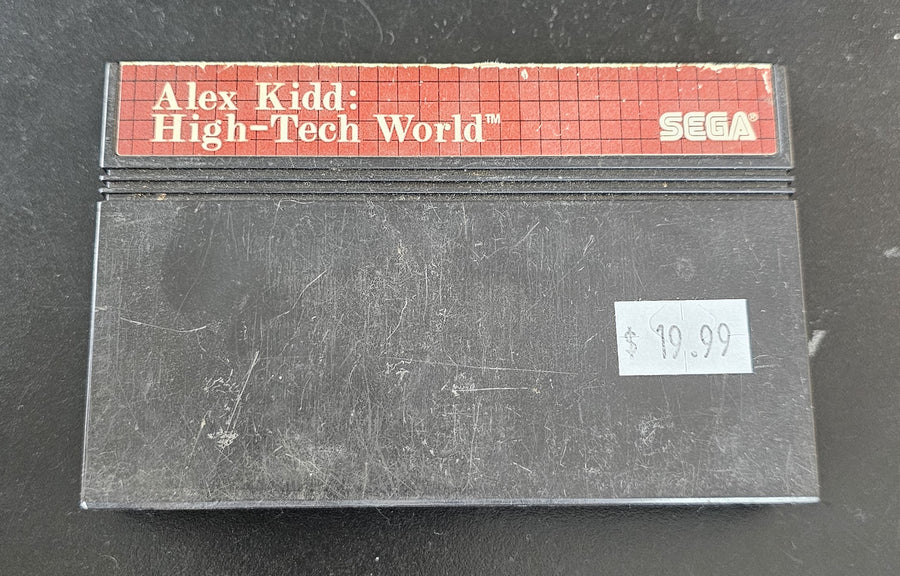 Alex Kidd:
High-Tech World™
SEGA®
$ 19.99